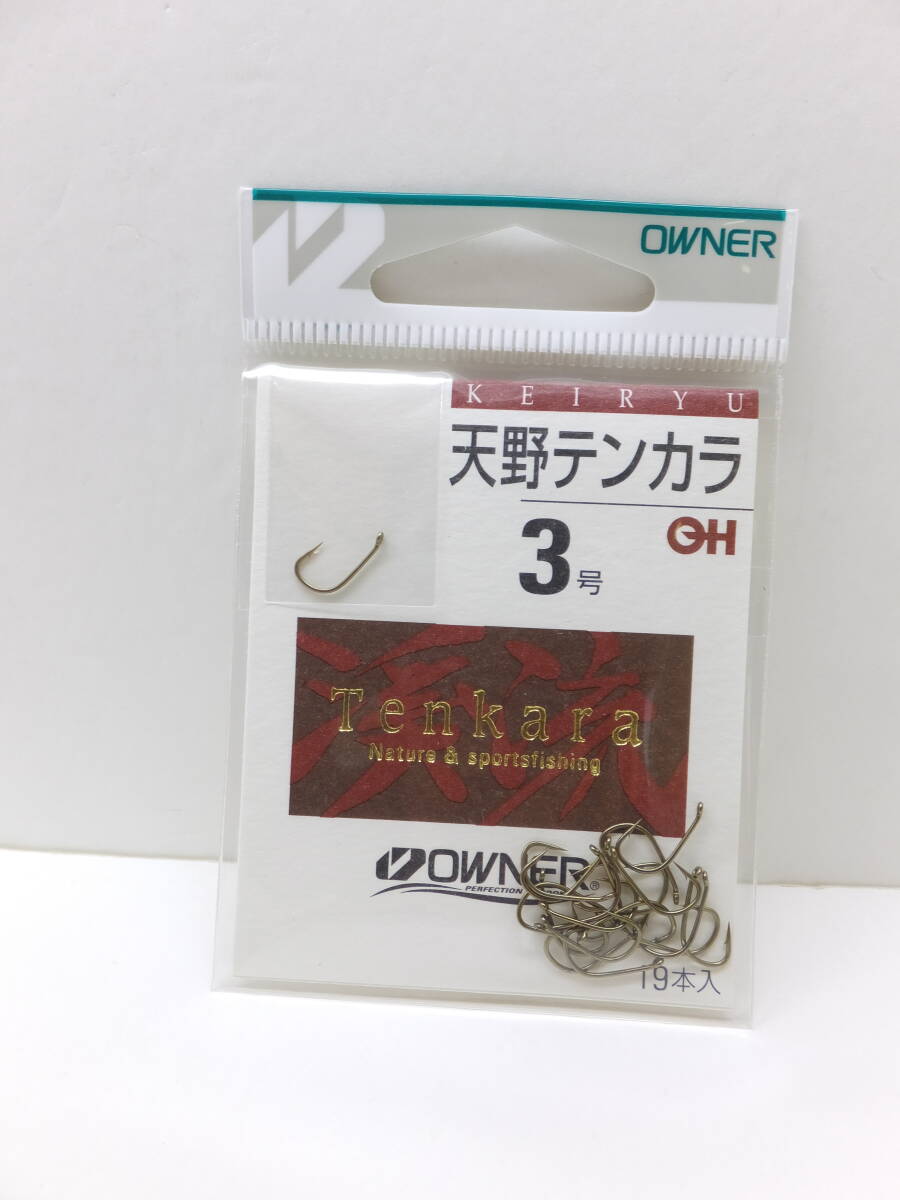 OWNER
KEIRYU
天野テンカラ
3号
OH
Tenkara
Nature & sportsfishing
OWNER®
PERFECTION
19本入